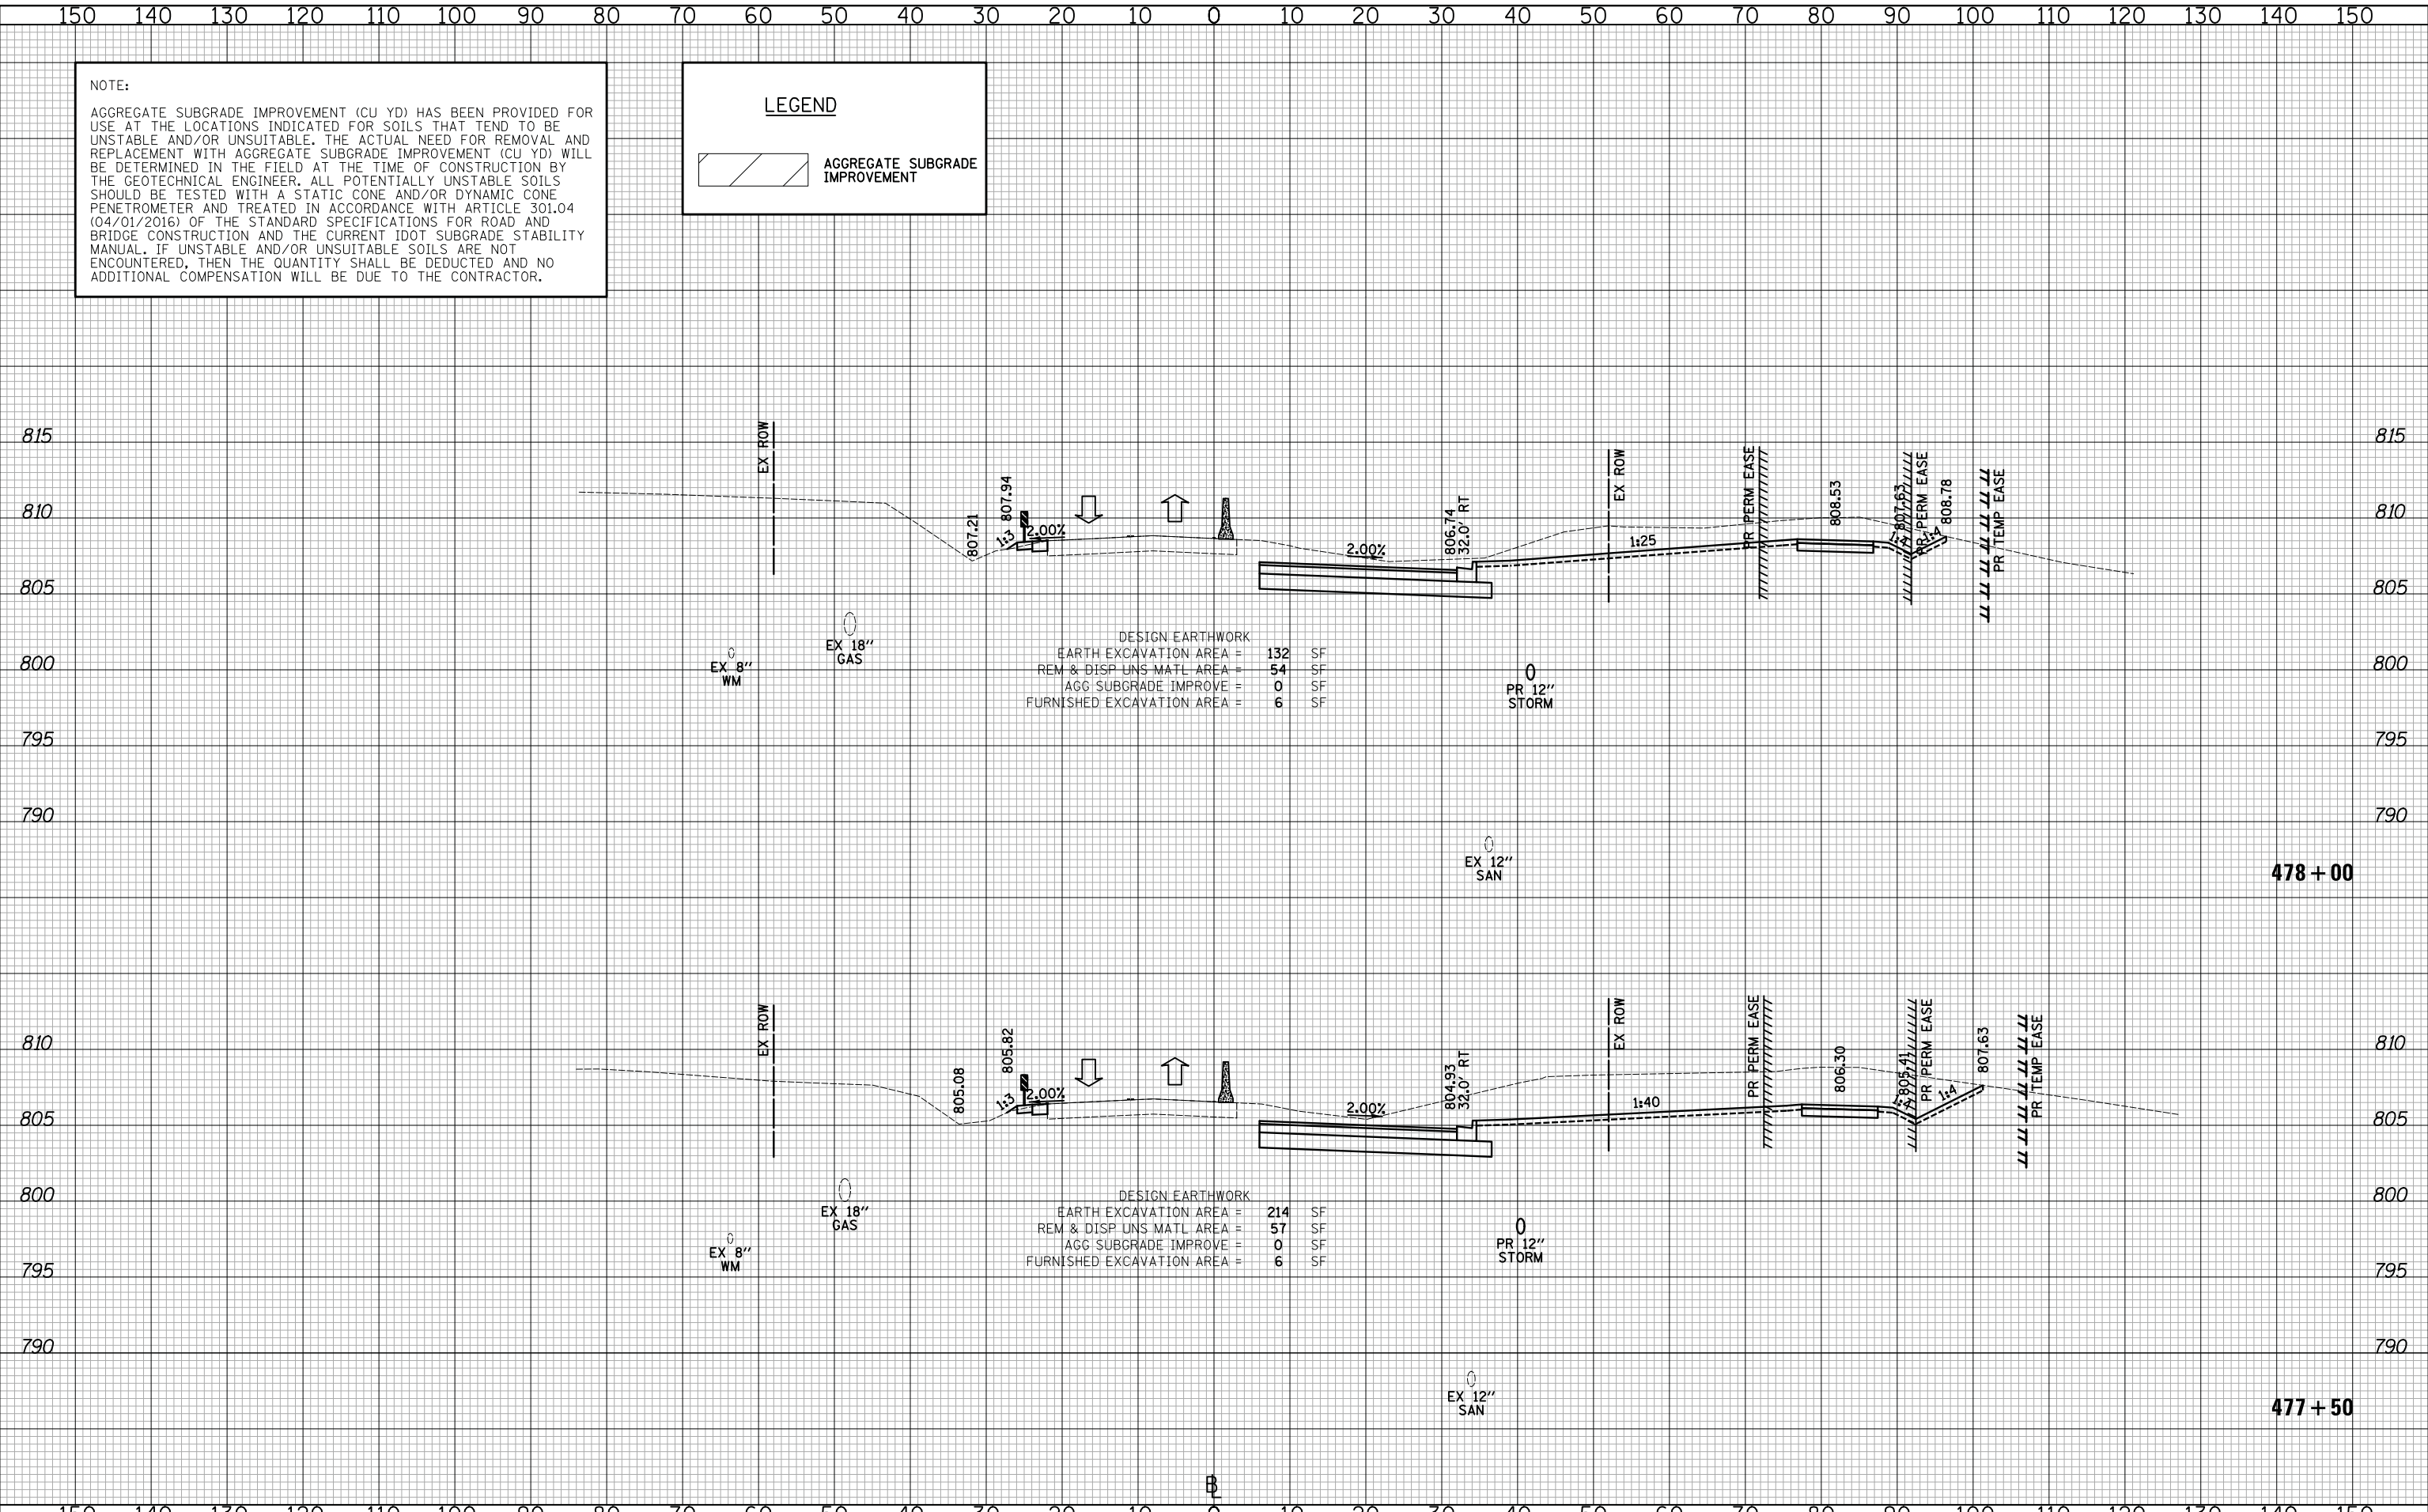 150 140 130 120 110 100 90 80 70 60 50 40 30 20 10 0 10 20 30 40 50 60 70 80 90 100 110 120 130 140 150
NOTE:
AGGREGATE SUBGRADE IMPROVEMENT (CU YD) HAS BEEN PROVIDED FOR
USE AT THE LOCATIONS INDICATED FOR SOILS THAT TEND TO BE
UNSTABLE AND/OR UNSUITABLE. THE ACTUAL NEED FOR REMOVAL AND
REPLACEMENT WITH AGGREGATE SUBGRADE IMPROVEMENT (CU YD) WILL
BE DETERMINED IN THE FIELD AT THE TIME OF CONSTRUCTION BY
THE GEOTECHNICAL ENGINEER. ALL POTENTIALLY UNSTABLE SOILS
SHOULD BE TESTED WITH A STATIC CONE AND/OR DYNAMIC CONE
PENETROMETER AND TREATED IN ACCORDANCE WITH ARTICLE 301.04
(04/01/2016) OF THE STANDARD SPECIFICATIONS FOR ROAD AND
BRIDGE CONSTRUCTION AND THE CURRENT IDOT SUBGRADE STABILITY
MANUAL. IF UNSTABLE AND/OR UNSUITABLE SOILS ARE NOT
ENCOUNTERED, THEN THE QUANTITY SHALL BE DEDUCTED AND NO
ADDITIONAL COMPENSATION WILL BE DUE TO THE CONTRACTOR.
LEGEND
AGGREGATE SUBGRADE
IMPROVEMENT
815 815
810 810
805 805
800 800
795 795
790 790
EX ROW
807.21
807.94
1:3
2.00%
2.00%
806.74
32.0' RT
EX ROW
1:25
PR PERM EASE
808.53
807.63
1:4
PR PERM EASE
1:4
808.78
PR TEMP EASE
EX 8"
WM
EX 18"
GAS
DESIGN EARTHWORK
EARTH EXCAVATION AREA = 132 SF
REM & DISP UNS MATL AREA = 54 SF
AGG SUBGRADE IMPROVE = 0 SF
FURNISHED EXCAVATION AREA = 6 SF
PR 12"
STORM
EX 12"
SAN
478+00
810 810
805 805
800 800
795 795
790 790
EX ROW
805.08
805.82
1:3
2.00%
2.00%
804.93
32.0' RT
EX ROW
1:40
PR PERM EASE
806.30
805.41
PR PERM EASE
1:4
807.63
PR TEMP EASE
EX 8"
WM
EX 18"
GAS
DESIGN EARTHWORK
EARTH EXCAVATION AREA = 214 SF
REM & DISP UNS MATL AREA = 57 SF
AGG SUBGRADE IMPROVE = 0 SF
FURNISHED EXCAVATION AREA = 6 SF
PR 12"
STORM
EX 12"
SAN
477+50
BL
150 140 130 120 110 100 90 80 70 60 50 40 30 20 10 0 10 20 30 40 50 60 70 80 90 100 110 120 130 140 150